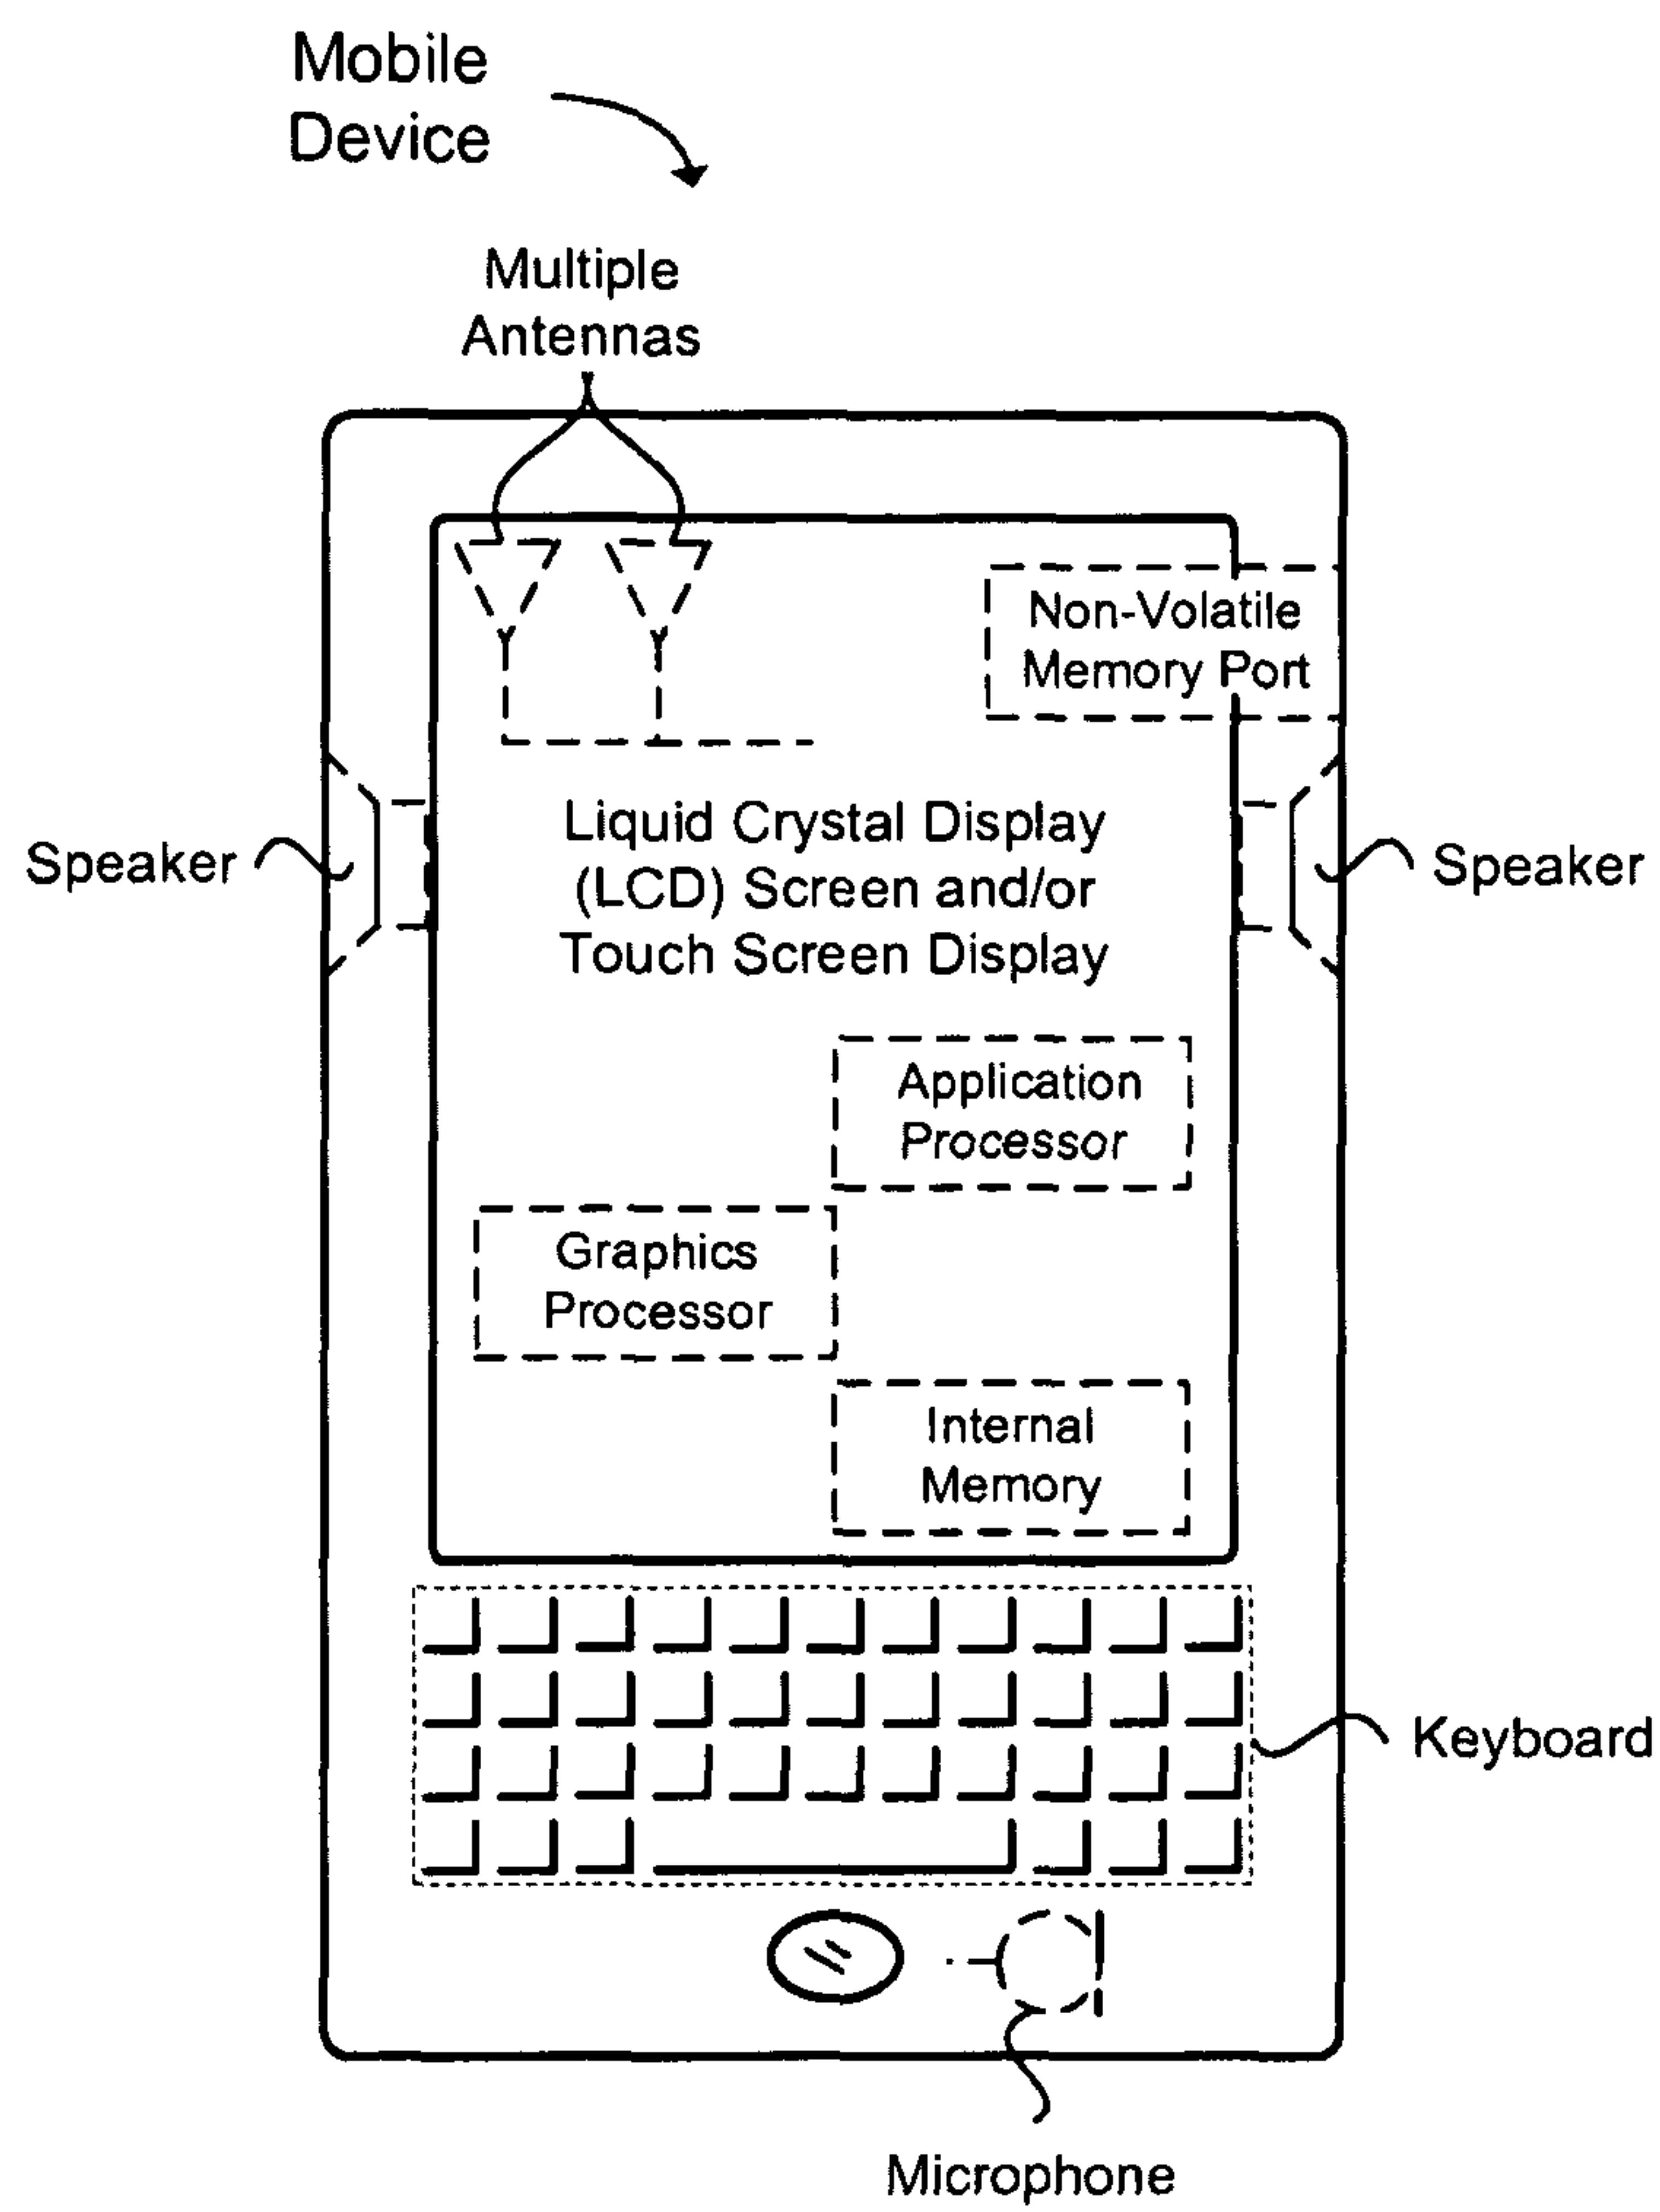 Mobile
Device
Multiple
Antennas
Non-Volatile
Memory Port
Speaker
Liquid Crystal Display
(LCD) Screen and/or
Touch Screen Display
Speaker
Application
Processor
Graphics
Processor
Internal
Memory
Keyboard
Microphone